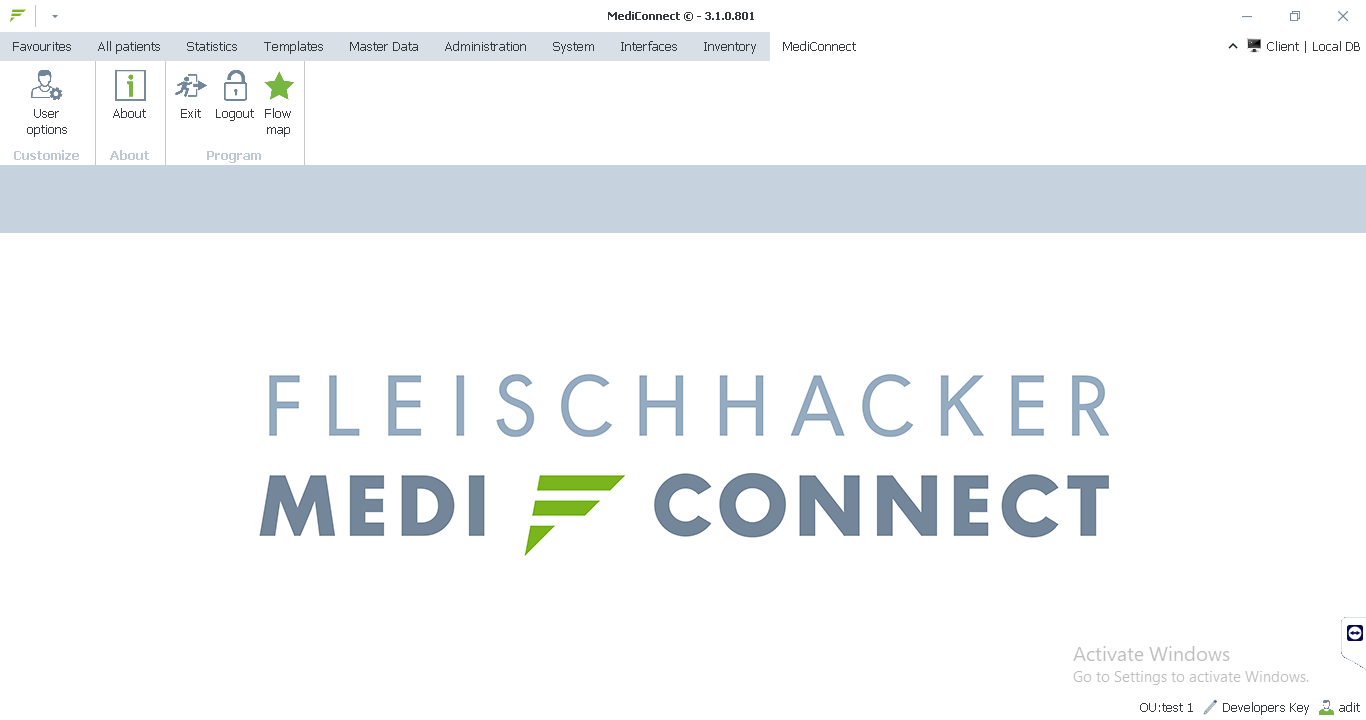 MediConnect © - 3.1.0.801
Favourites All patients Statistics Templates Master Data Administration System Interfaces Inventory MediConnect Client | Local DB
User options
About
Exit
Logout
Flow map
Customize About Program
FLEISCHHACKER
MEDI CONNECT
Activate Windows
Go to Settings to activate Windows.
OU:test 1 Developers Key adit